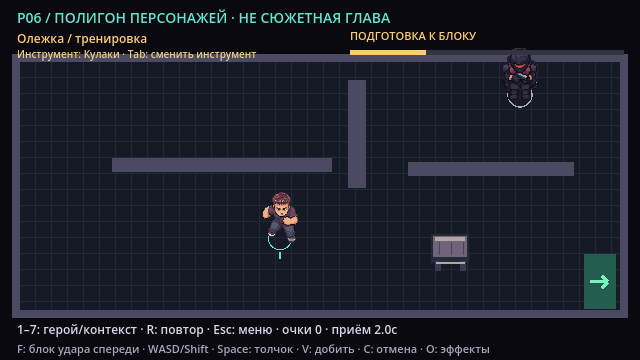 P06 / ПОЛИГОН ПЕРСОНАЖЕЙ · НЕ СЮЖЕТНАЯ ГЛАВА
Олежка / тренировка
ПОДГОТОВКА К БЛОКУ
Инструмент: Кулаки · Tab: сменить инструмент
1–7: герой/контекст · R: повтор · Esc: меню · очки 0 · приём 2.0с
F: блок удара спереди · WASD/Shift · Space: толчок · V: добить · C: отмена · O: эффекты